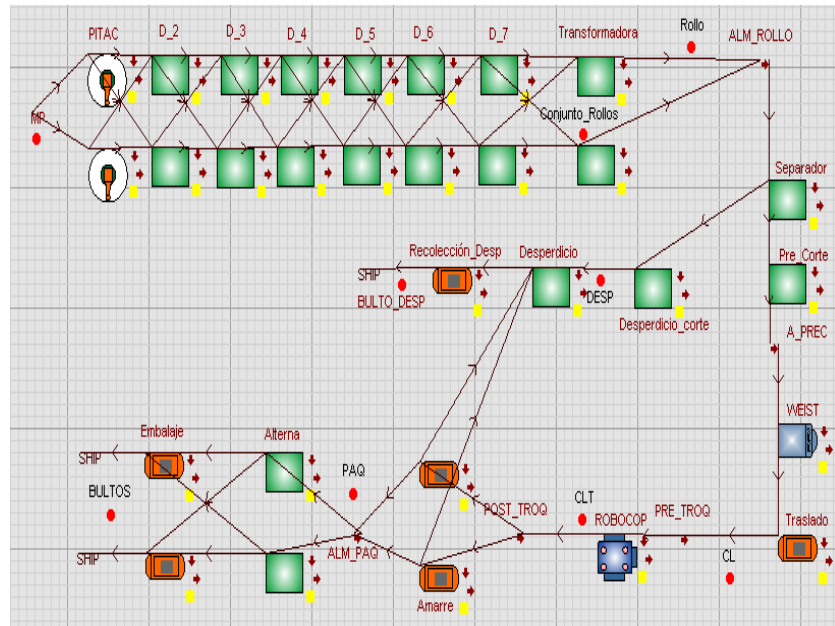 PITAC
D_2
D_3
D_4
D_5
D_6
D_7
Transformadora
Rollo
ALM_ROLLO
MP
Conjunto_Rollos
Separador
Recolección_Desp
Desperdicio
Pre_Corte
SHIP
BULTO_DESP
DESP
Desperdicio_corte
A_PREC
WEIST
Embalaje
Alterna
SHIP
PAQ
BULTOS
CLT
POST_TROQ
ROBOCOP
PRE_TROQ
Traslado
ALM_PAQ
SHIP
CL
Amarre